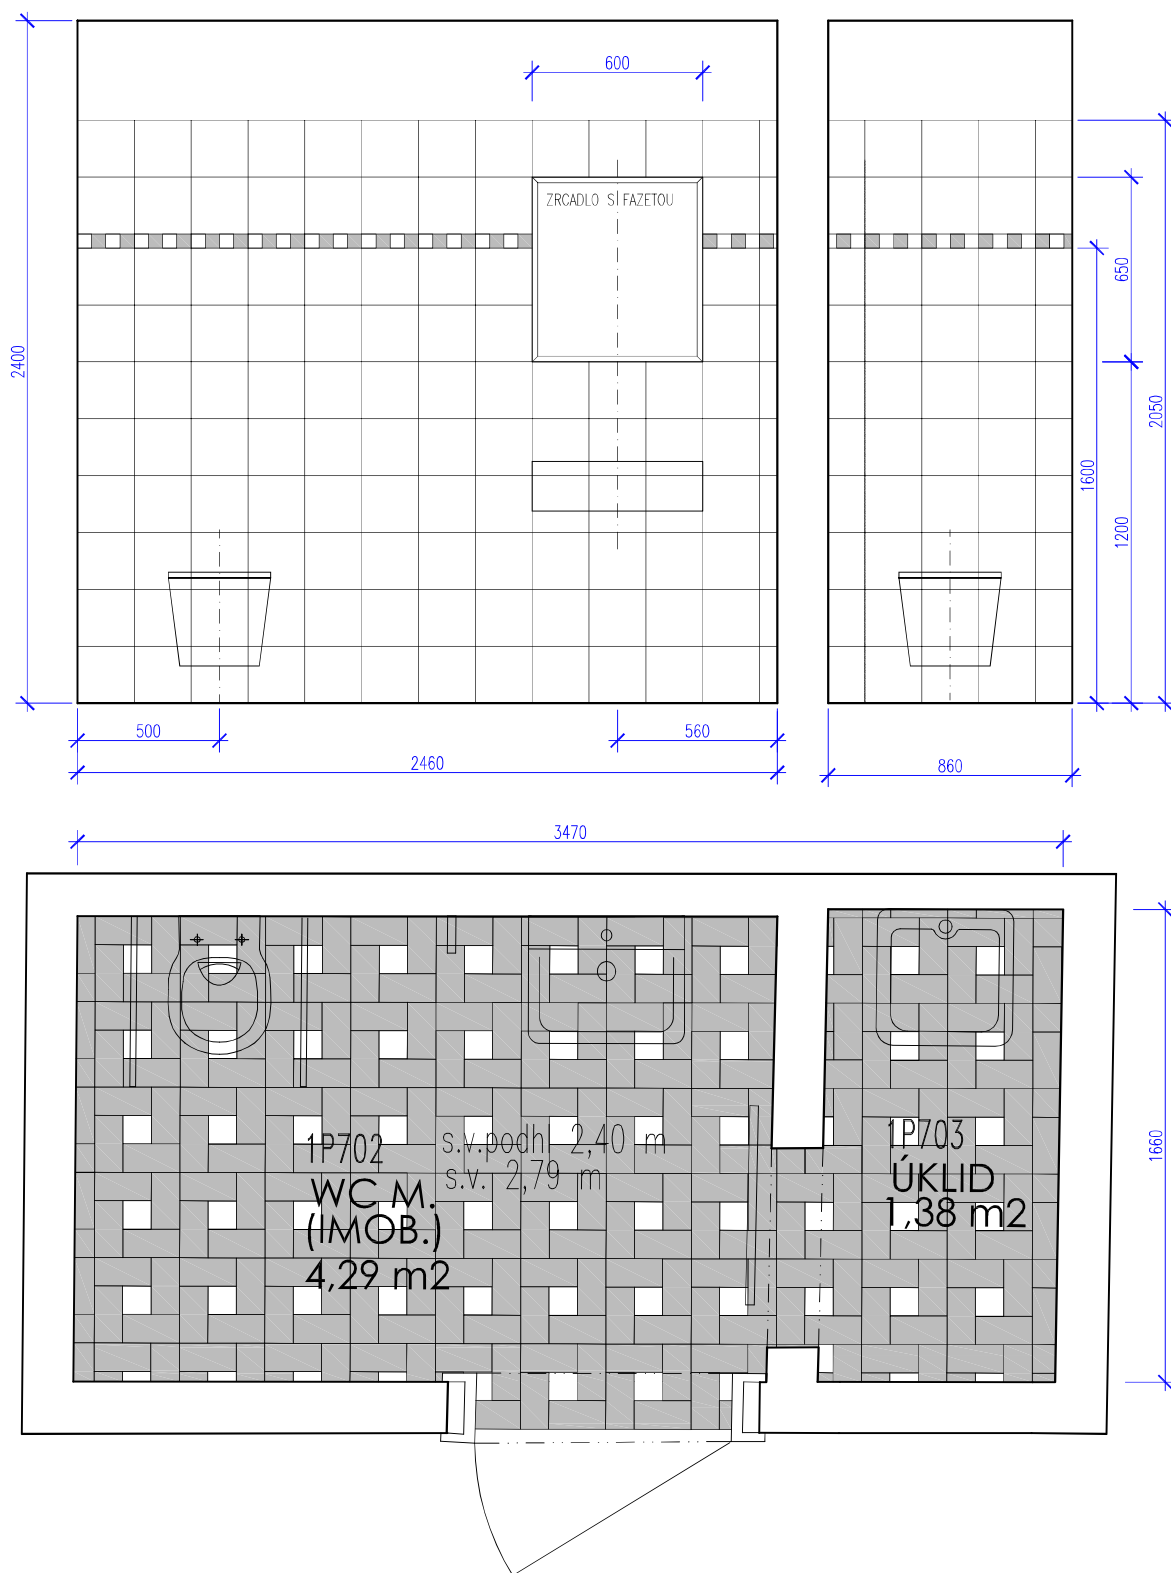 600
ZRCADLO S FAZETOU
2400
650
2050
1600
1200
500
560
2460
860
3470
1660
1P702
s.v.podhl 2,40 m
s.v. 2,79 m
WC M.
(IMOB.)
4,29 m2
1P703
ÚKLID
1,38 m2